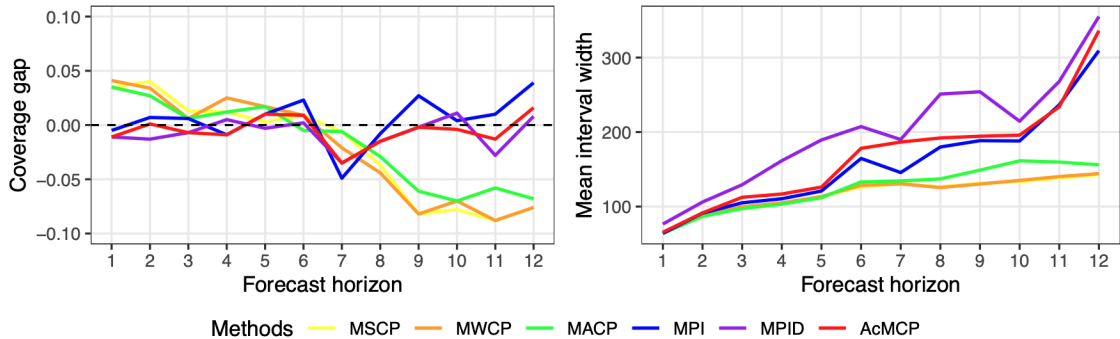 0.10
0.05
0.00
−0.05
−0.10
Coverage gap
1 2 3 4 5 6 7 8 9 10 11 12
Forecast horizon
300
200
100
Mean interval width
1 2 3 4 5 6 7 8 9 10 11 12
Forecast horizon
Methods MSCP MWCP MACP MPI MPID AcMCP